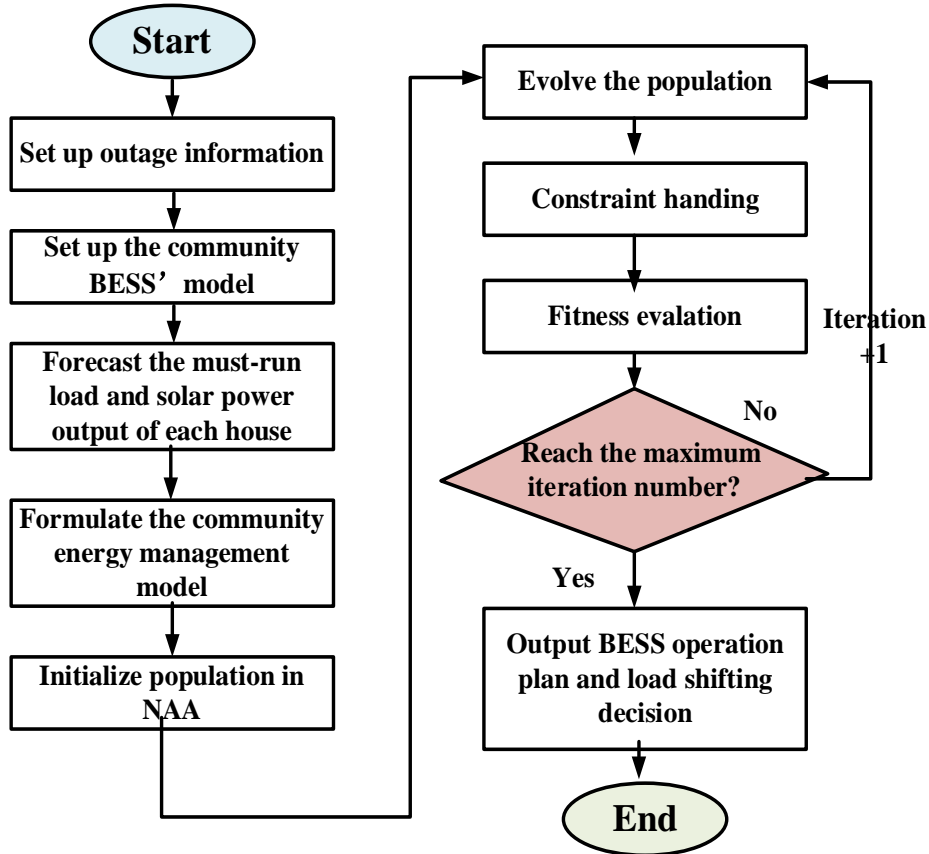 Start
Set up outage information
Set up the community
BESS’ model
Forecast the must-run
load and solar power
output of each house
Formulate the community
energy management
model
Initialize population in
NAA
Evolve the population
Constraint handing
Fitness evalation
Iteration
+1
No
Reach the maximum
iteration number?
Yes
Output BESS operation
plan and load shifting
decision
End